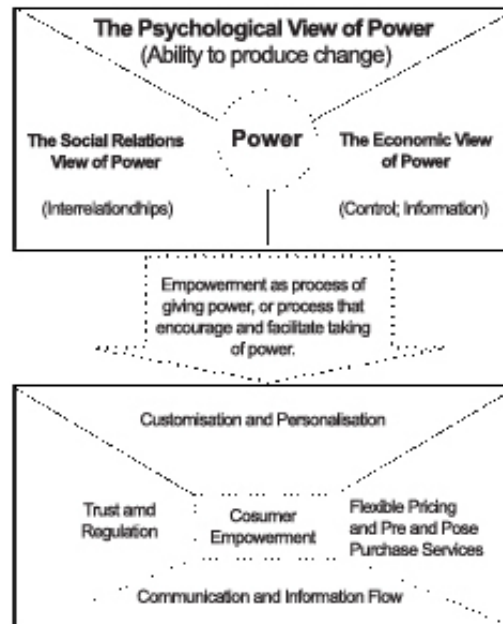 The Psychological View of Power
(Ability to produce change)
Power
The Social Relations
View of Power
(Interrelationdhips)
The Economic View
of Power
(Control; Information)
Empowerment as process of
giving power, or process that
encourage and facilitate taking
of power.
Customisation and Personalisation
Trust amd
Regulation
Cosumer
Empowerment
Flexible Pricing
and Pre and Pose
Purchase Services
Communication and Information Flow